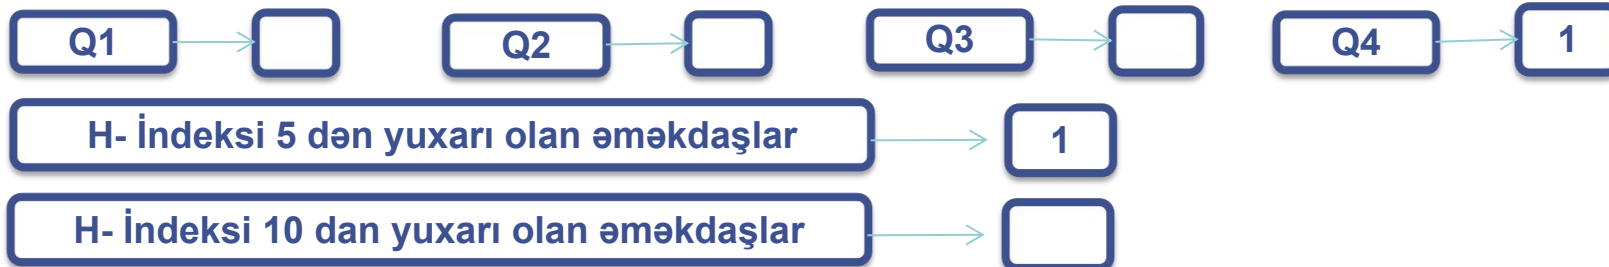 Q1 Q2 Q3 Q4 1
H- İndeksi 5 dən yuxarı olan əməkdaşlar 1
H- İndeksi 10 dan yuxarı olan əməkdaşlar